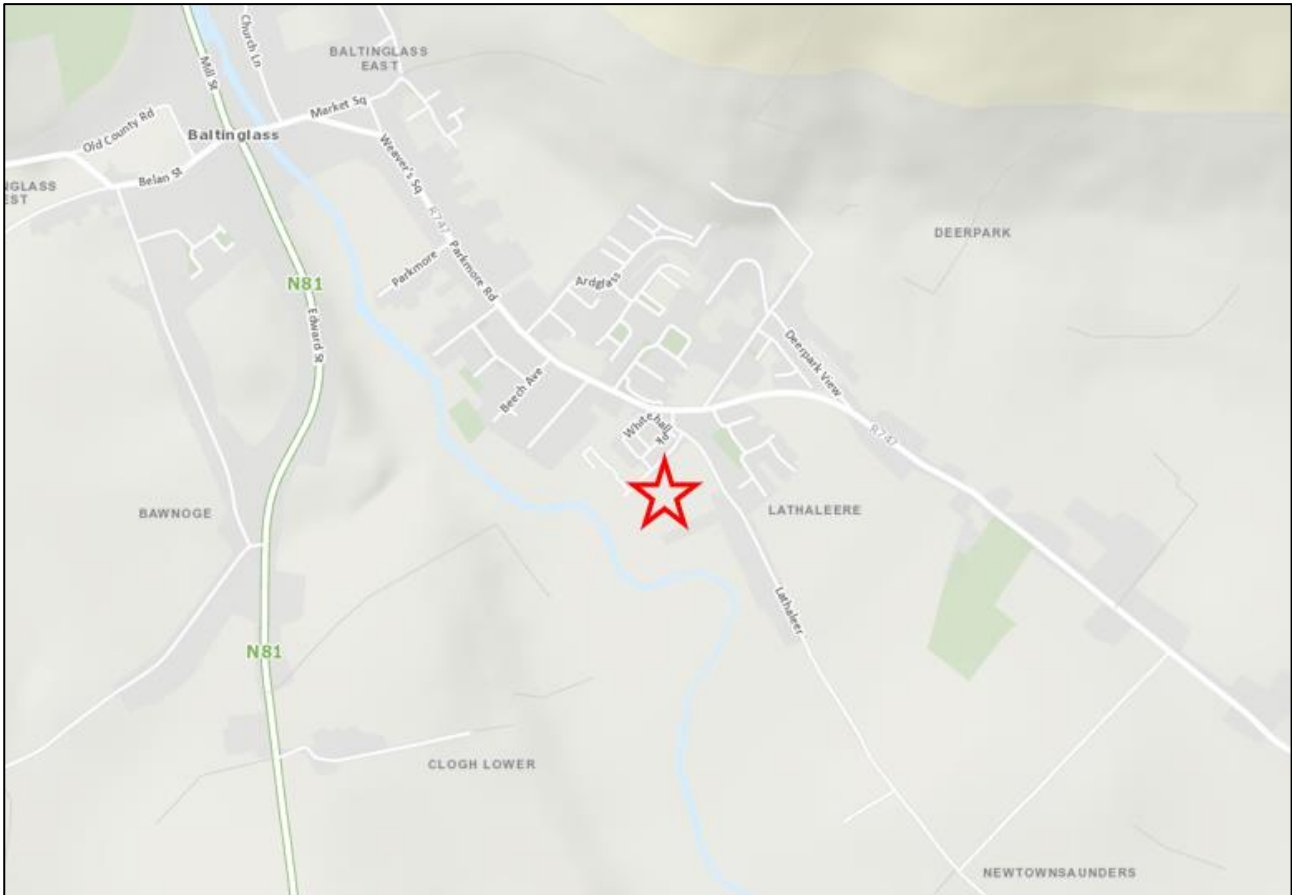 Church Ln
Mill St
BALTINGLASS
EAST
Old County Rd
Market Sq
Baltinglass
Belan St
Weaver's Sq
R747
NGLASS
EST
Parkmore
Parkmore Rd
Ardglass
DEERPARK
N81
Edward St
Deerpark View
Beech Ave
Whitehall
Rd
R747
BAWNOGE
LATHALEERE
Lathaleer
N81
CLOGH LOWER
NEWTOWNSAUNDERS